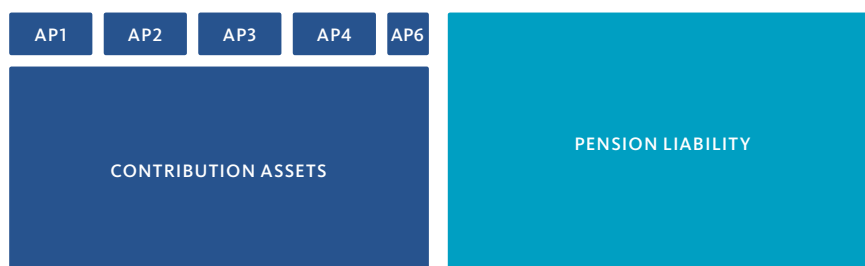 AP1 AP2 AP3 AP4 AP6
CONTRIBUTION ASSETS
PENSION LIABILITY